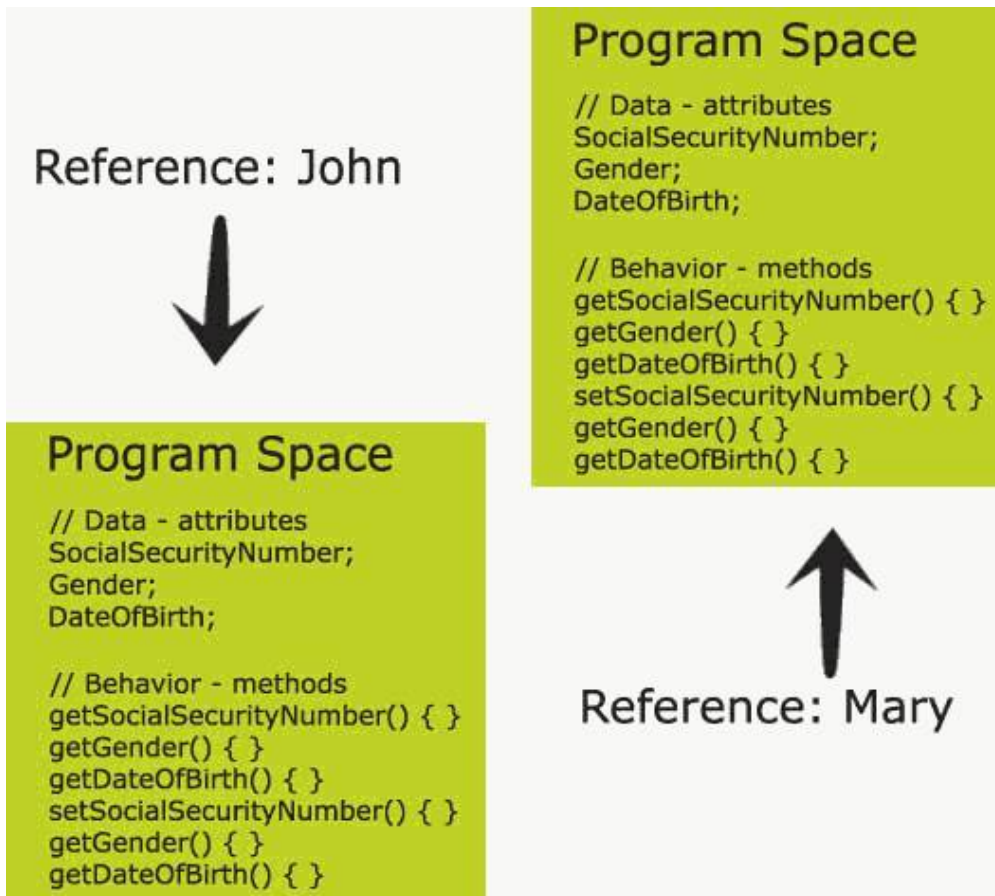 Reference: John
Program Space
// Data - attributes
SocialSecurityNumber;
Gender;
DateOfBirth;
// Behavior - methods
getSocialSecurityNumber() { }
getGender() { }
getDateOfBirth() { }
setSocialSecurityNumber() { }
getGender() { }
getDateOfBirth() { }
Program Space
// Data - attributes
SocialSecurityNumber;
Gender;
DateOfBirth;
// Behavior - methods
getSocialSecurityNumber() { }
getGender() { }
getDateOfBirth() { }
setSocialSecurityNumber() { }
getGender() { }
getDateOfBirth() { }
Reference: Mary